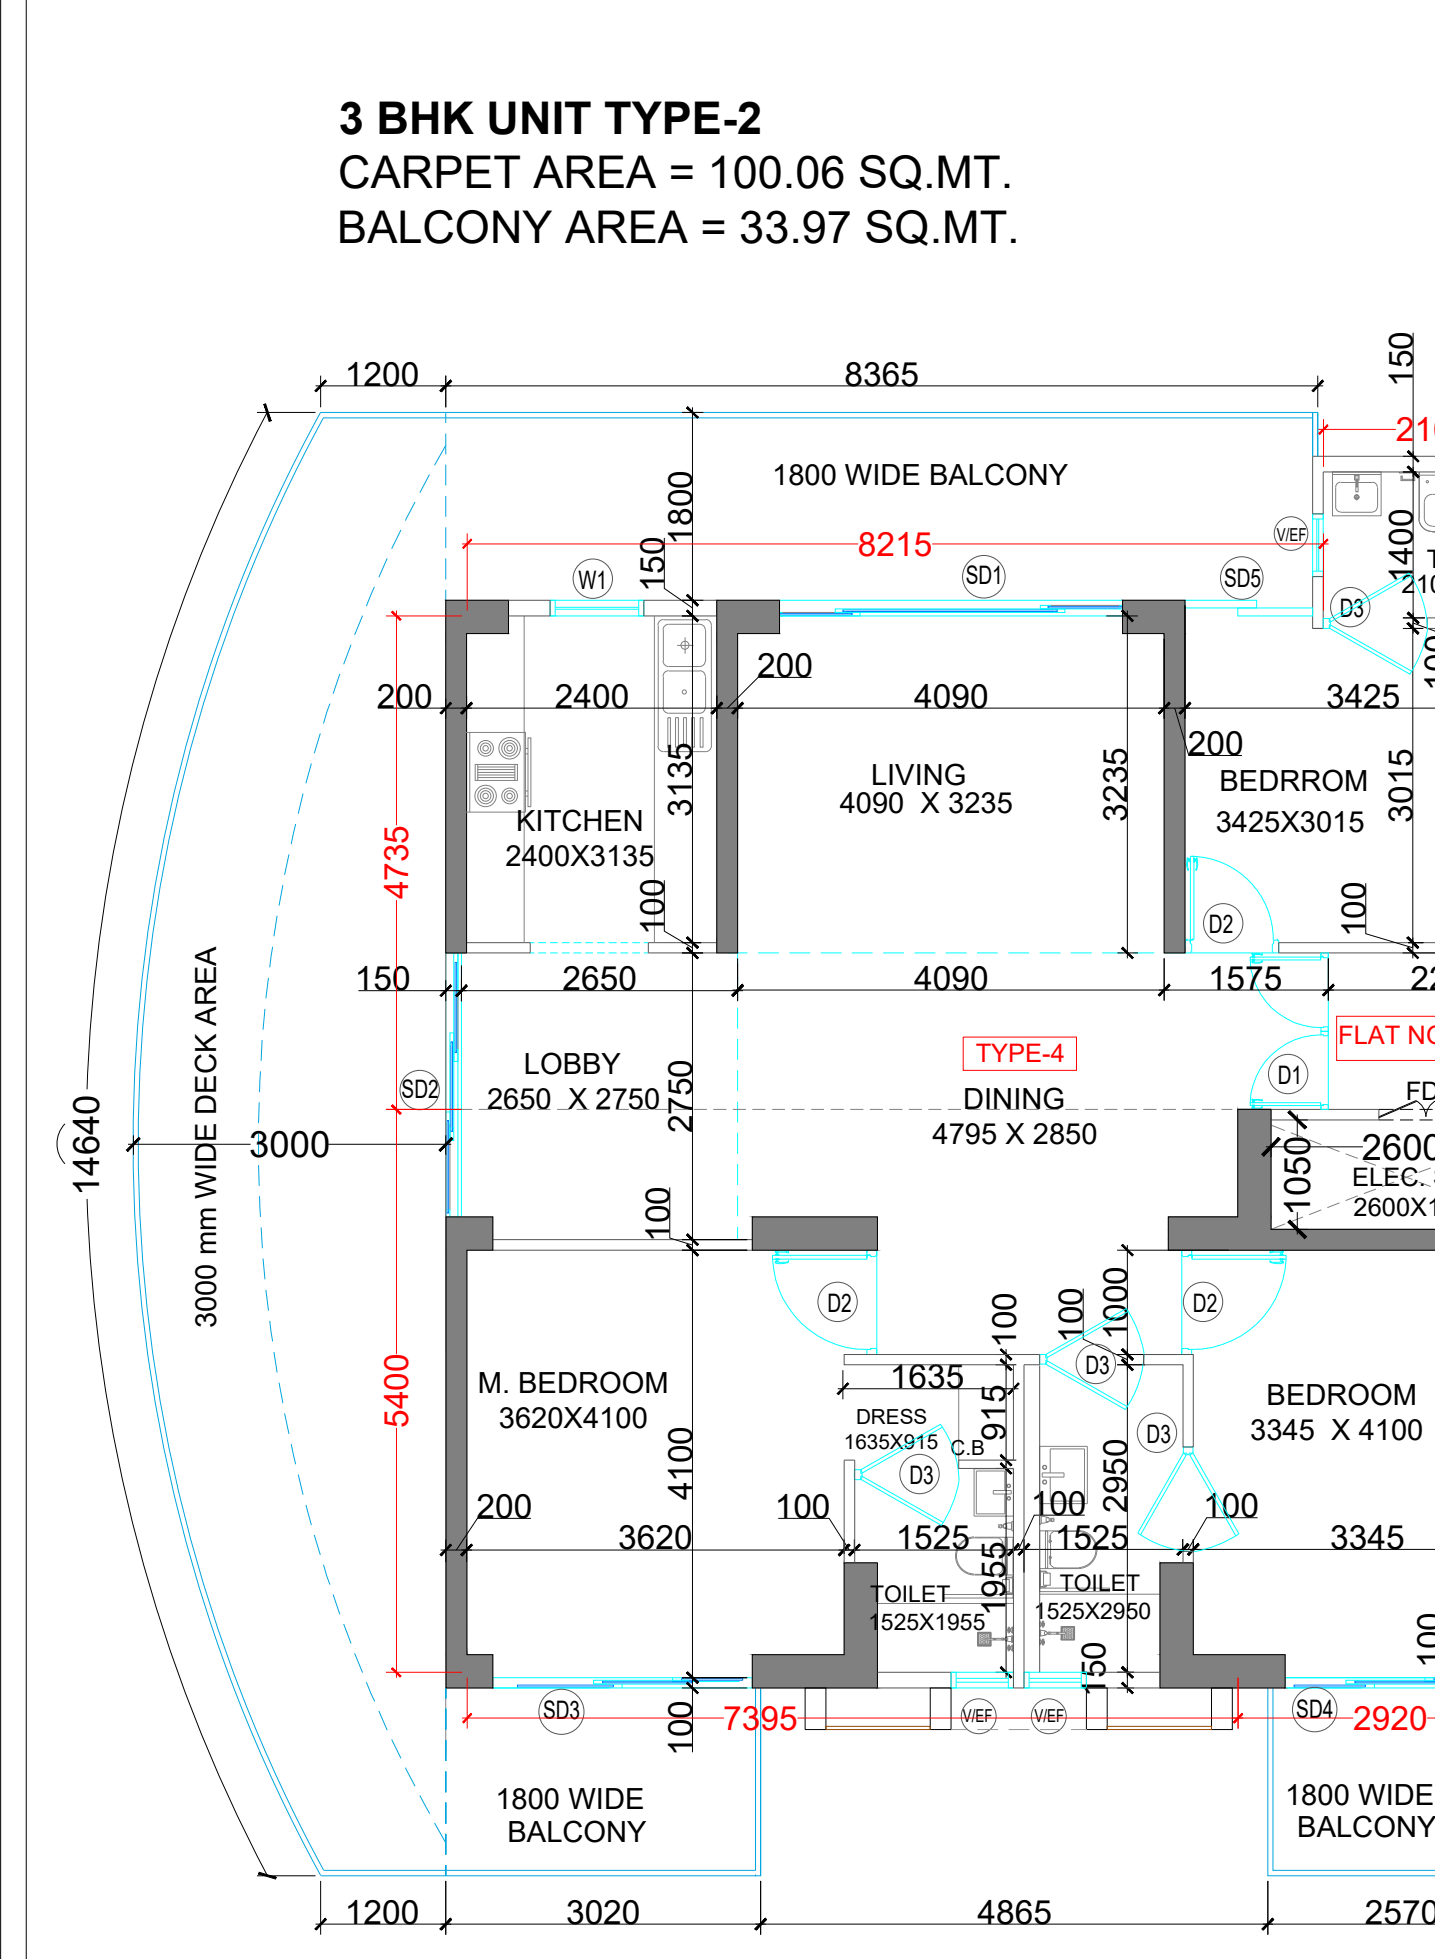 3 BHK UNIT TYPE-2
CARPET AREA = 100.06 SQ.MT.
BALCONY AREA = 33.97 SQ.MT.
1200
8365
150
1800 WIDE BALCONY
1800
8215
150
W1
SD1
SD5
V/EF
1400
D3
200
2400
200
4090
200
3425
3135
3235
3015
LIVING
4090 X 3235
BEDRROM
3425X3015
KITCHEN
2400X3135
4735
100
D2
100
150
2650
4090
1575
3000 mm WIDE DECK AREA
14640
3000
SD2
LOBBY
2650 X 2750
2750
TYPE-4
DINING
4795 X 2850
D1
FLAT
2600
1050
ELEC.
100
D2
100
100
1000
D2
D3
5400
M. BEDROOM
3620X4100
4100
1635
915
DRESS
1635X915
C.B
D3
D3
2950
BEDROOM
3345 X 4100
200
3620
100
1525
100
1525
100
3345
1955
TOILET
1525X1955
TOILET
1525X2950
100
SD3
100
7395
V/EF
V/EF
SD4
2920
1800 WIDE
BALCONY
1800 WIDE
BALCONY
1200
3020
4865
2570